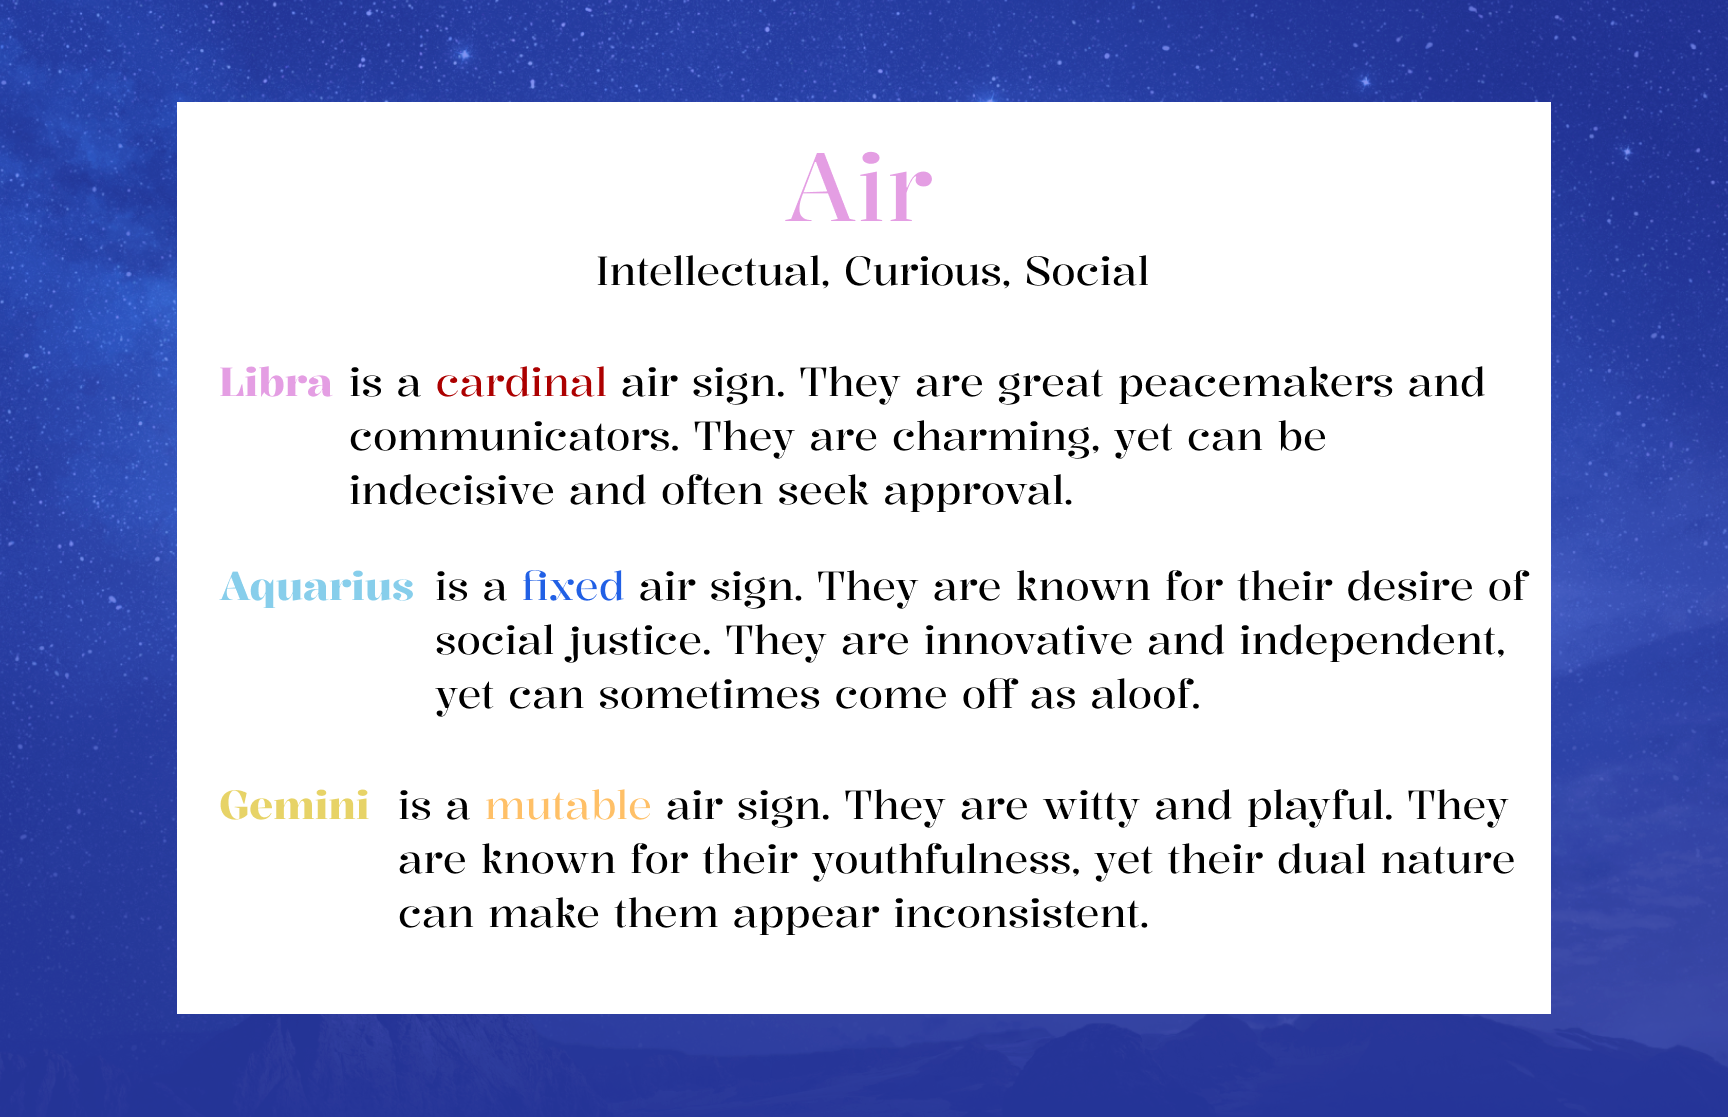 Air
Intellectual, Curious, Social
Libra is a cardinal air sign. They are great peacemakers and
communicators. They are charming, yet can be
indecisive and often seek approval.
Aquarius is a fixed air sign. They are known for their desire of
social justice. They are innovative and independent,
yet can sometimes come off as aloof.
Gemini is a mutable air sign. They are witty and playful. They
are known for their youthfulness, yet their dual nature
can make them appear inconsistent.